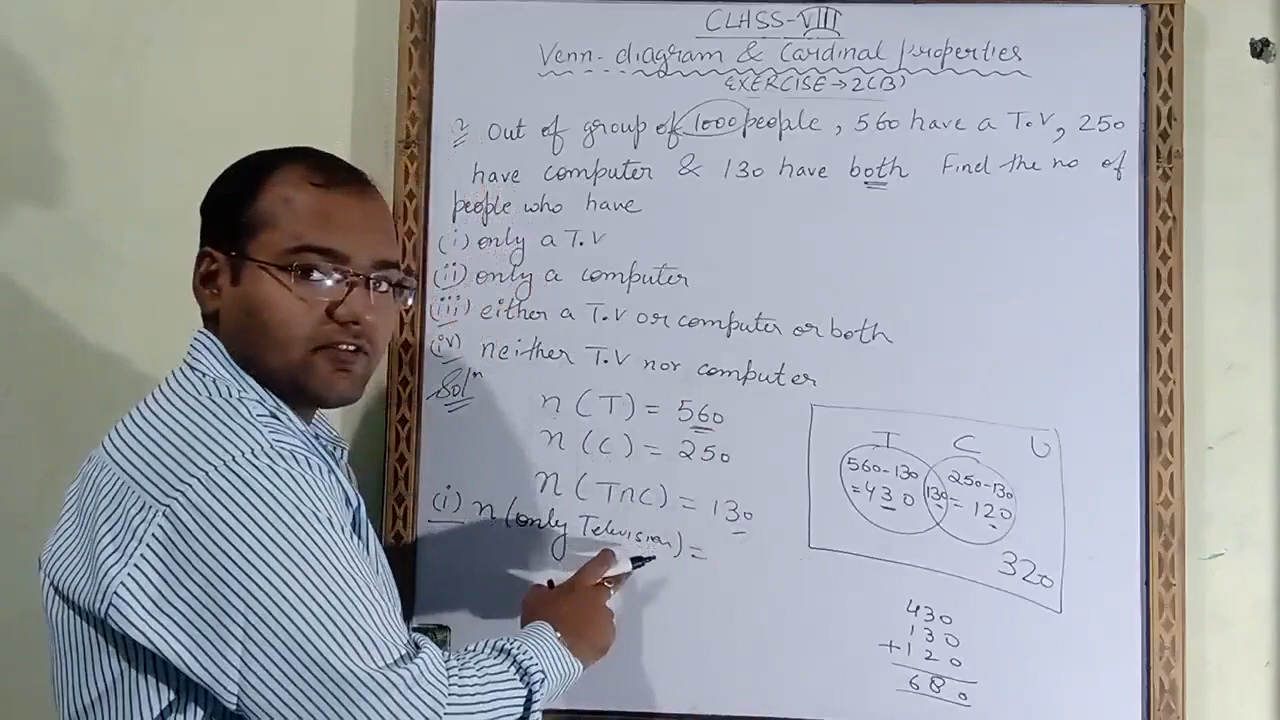 CLASS-VIII
Venn-diagram & Cardinal Properties
EXERCISE→2(B)
2 Out of group of 1000 people, 560 have a T.V, 250
have computer & 130 have both Find the no of
people who have
(i) only a T.V
(ii) only a computer
(iii) either a T.V or computer or both
(iv) neither T.V nor computer
Solⁿ
n (T) = 560
n (C) = 250
n (T∩C) = 130
(i) n (only Television) =
T C U
560-130 250-130
=430 130 = 120
320
430
130
+120
680